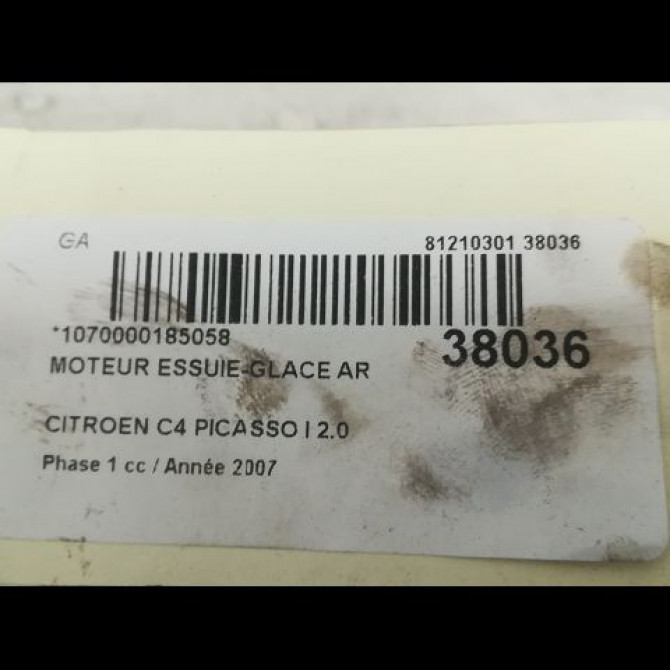 GA 81210301 38036
*1070000185058 38036
MOTEUR ESSUIE-GLACE AR
CITROEN C4 PICASSO I 2.0
Phase 1 cc / Année 2007